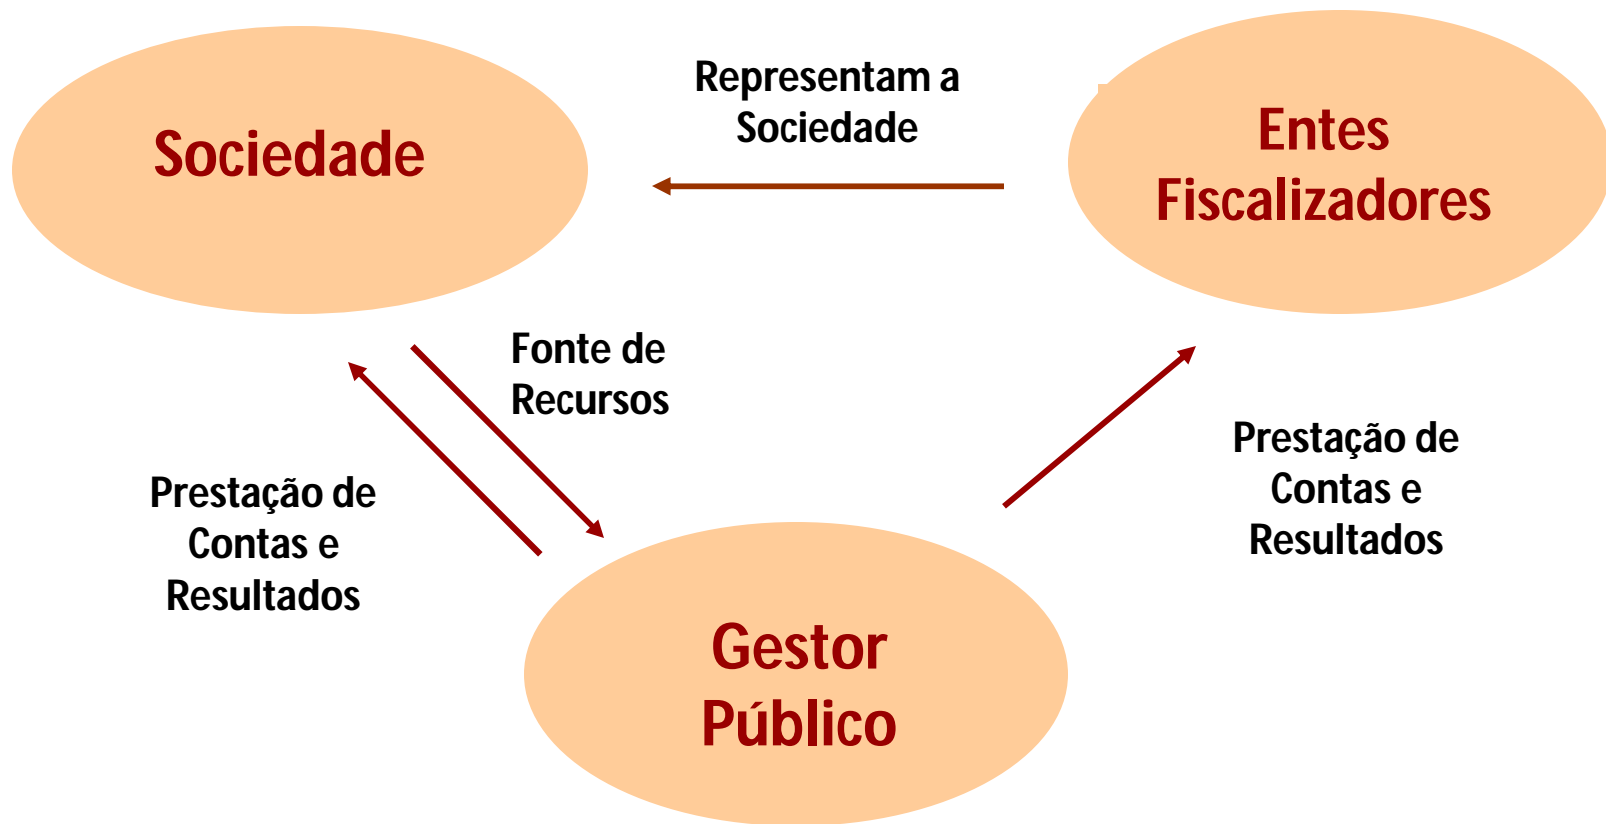 Representam a
Sociedade
Sociedade
Entes
Fiscalizadores
Fonte de
Recursos
Prestação de
Contas e
Resultados
Prestação de
Contas e
Resultados
Gestor
Público